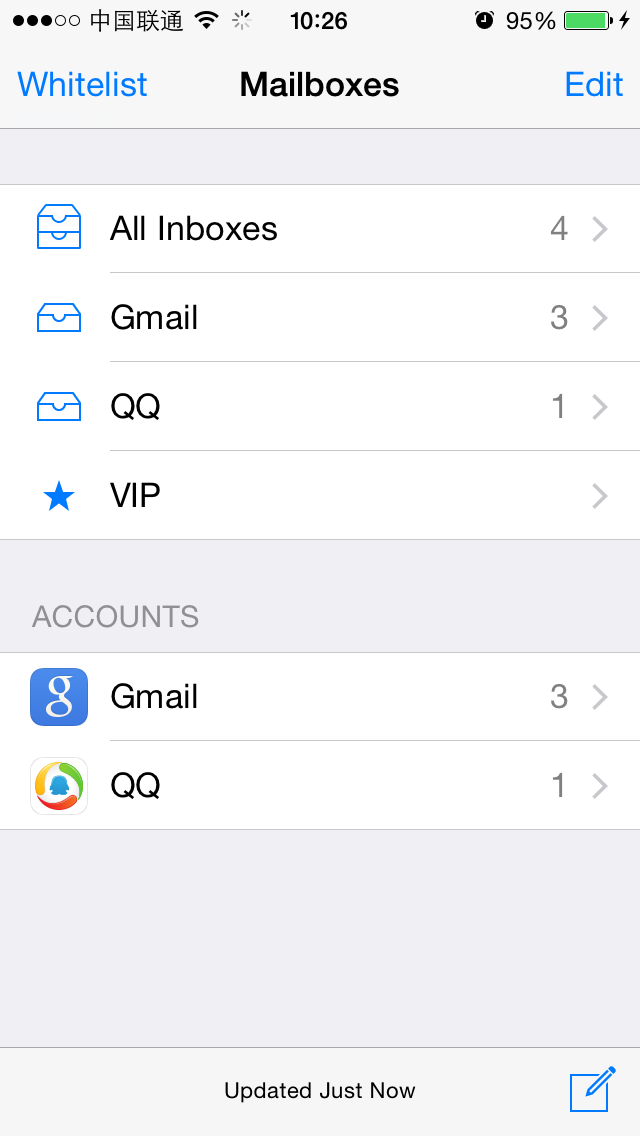 中国联通 10:26 95%
Whitelist Mailboxes Edit
All Inboxes 4
Gmail 3
QQ 1
VIP
ACCOUNTS
g Gmail 3
QQ 1
Updated Just Now